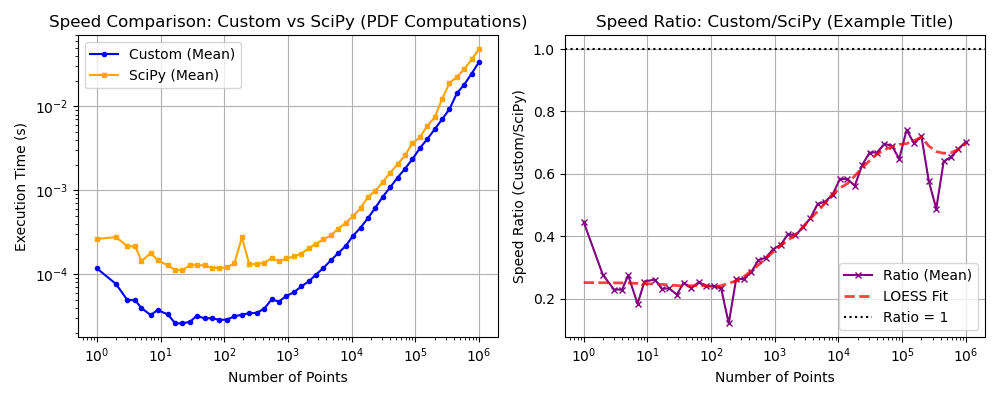 Speed Comparison: Custom vs SciPy (PDF Computations)
Custom (Mean)
SciPy (Mean)
Execution Time (s)
10⁻²
10⁻³
10⁻⁴
10⁰ 10¹ 10² 10³ 10⁴ 10⁵ 10⁶
Number of Points
Speed Ratio: Custom/SciPy (Example Title)
Speed Ratio (Custom/SciPy)
1.0
0.8
0.6
0.4
0.2
Ratio (Mean)
LOESS Fit
Ratio = 1
10⁰ 10¹ 10² 10³ 10⁴ 10⁵ 10⁶
Number of Points